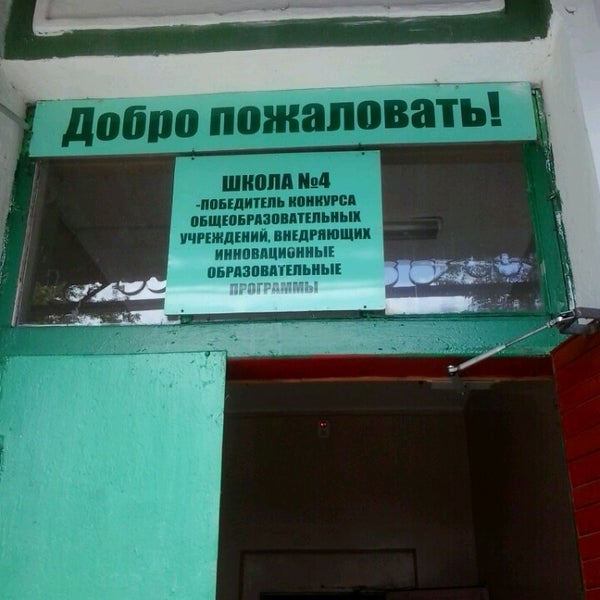 Добро пожаловать!
ШКОЛА №4
-ПОБЕДИТЕЛЬ КОНКУРСА
ОБЩЕОБРАЗОВАТЕЛЬНЫХ
УЧРЕЖДЕНИЙ, ВНЕДРЯЮЩИХ
ИННОВАЦИОННЫЕ
ОБРАЗОВАТЕЛЬНЫЕ
ПРОГРАММЫ